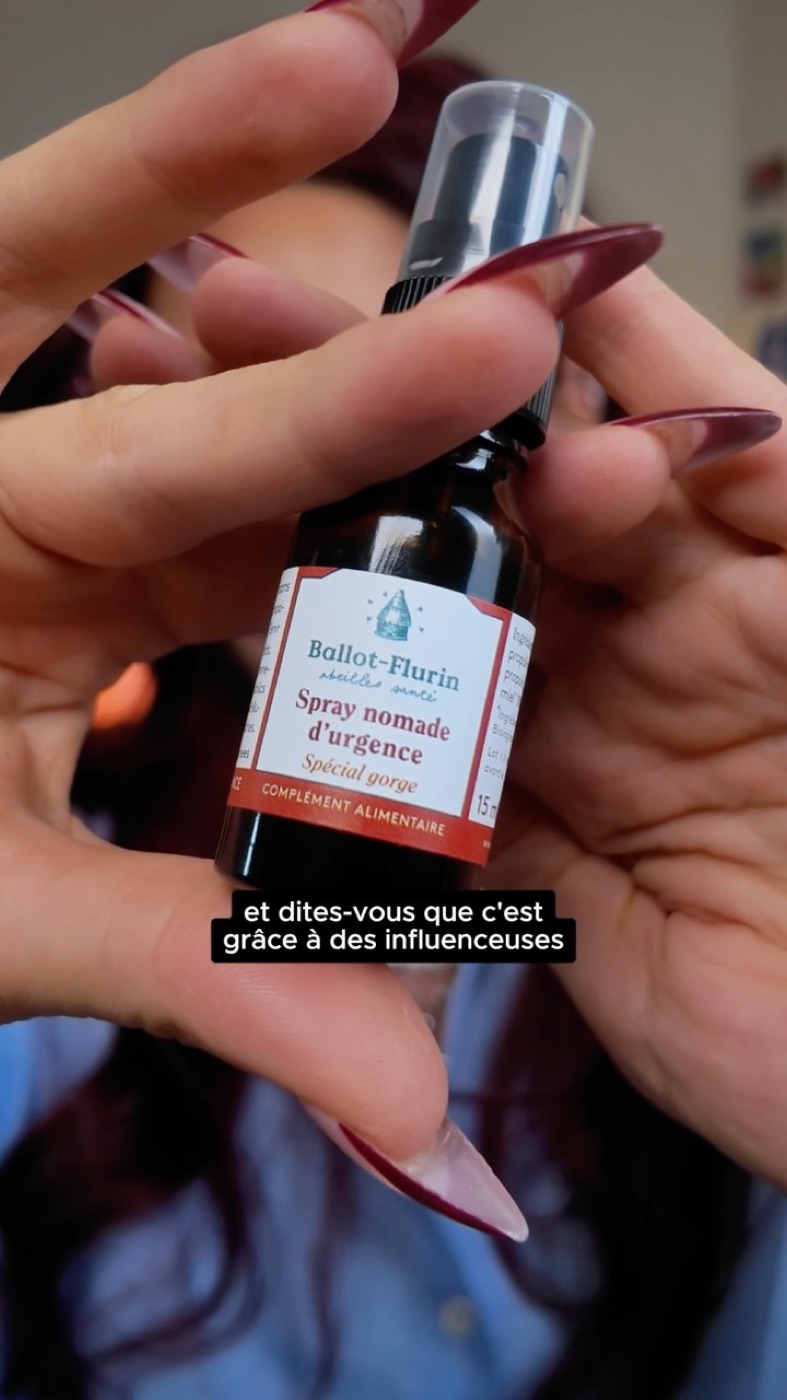 Ballot-Flurin
abeilles santé
Spray nomade
d'urgence
Spécial gorge
COMPLÉMENT ALIMENTAIRE
15 m
et dites-vous que c'est
grâce à des influenceuses